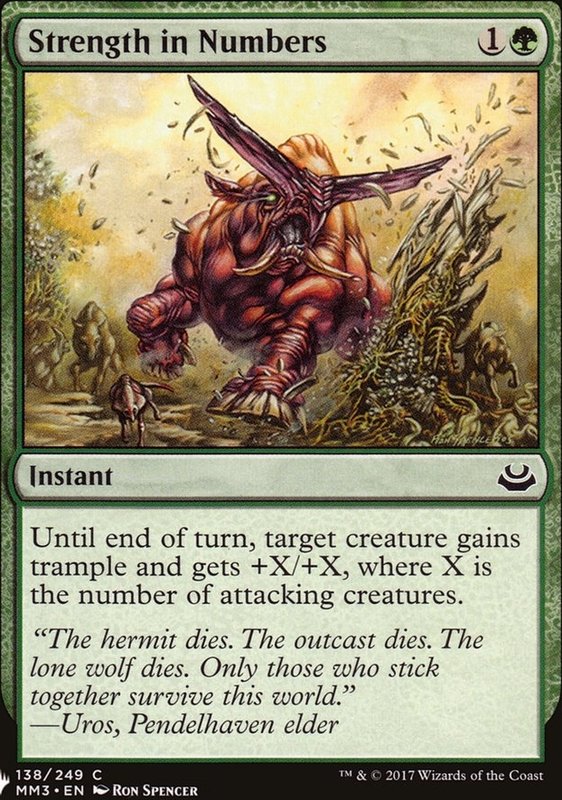 Strength in Numbers 1
Instant
Until end of turn, target creature gains
trample and gets +X/+X, where X is
the number of attacking creatures.
“The hermit dies. The outcast dies. The
lone wolf dies. Only those who stick
together survive this world.”
—Uros, Pendelhaven elder
138/249 C
MM3 • EN Ron Spencer
™ & © 2017 Wizards of the Coast